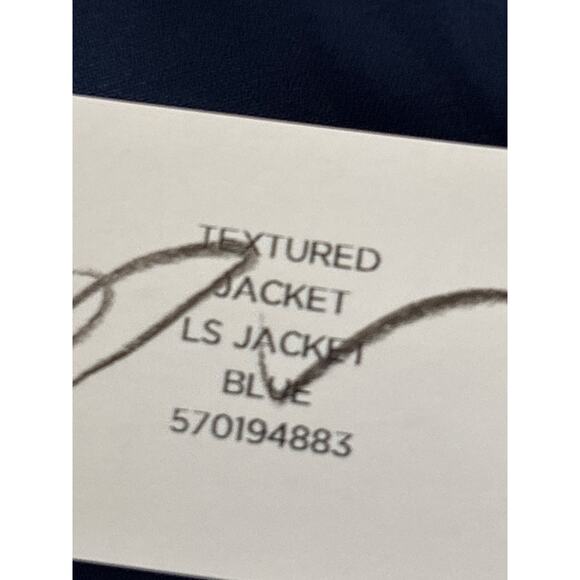 TEXTURED
JACKET
LS JACKET
BLUE
570194883